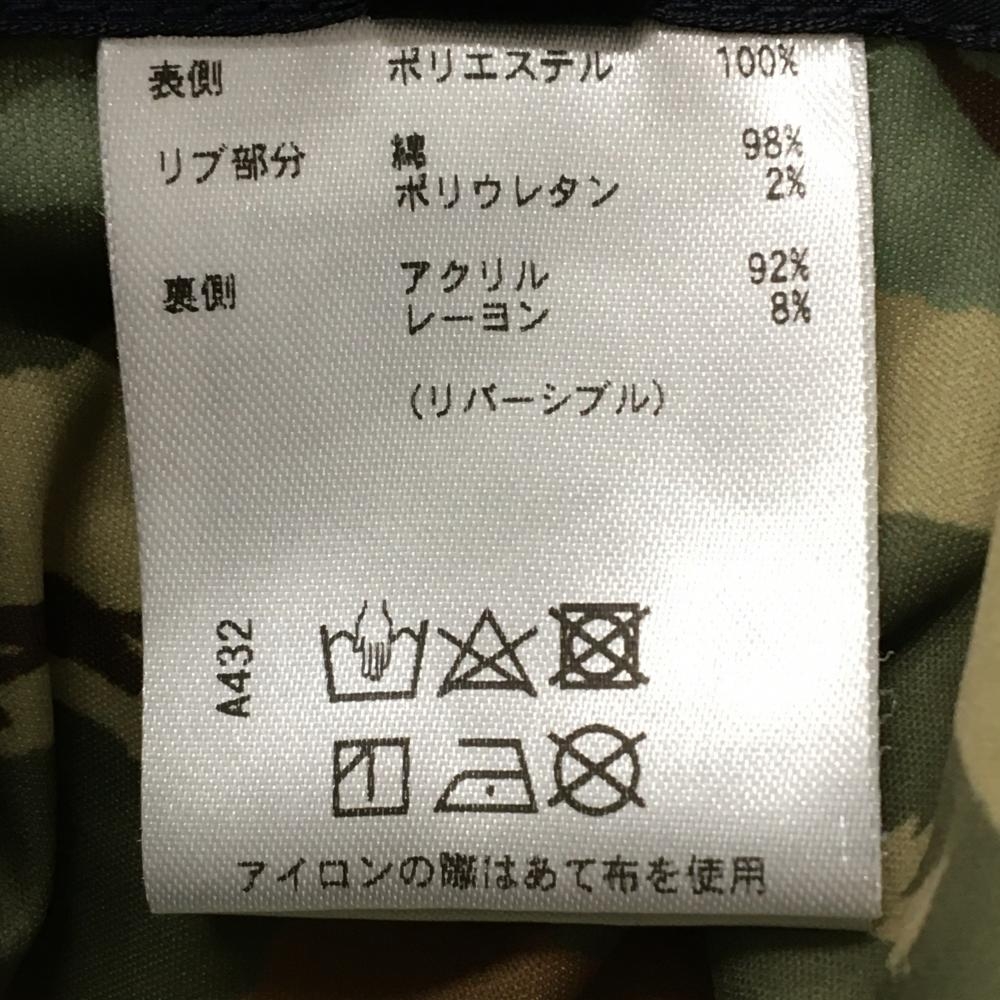 表側 ポリエステル 100%
リブ部分 綿 98%
ポリウレタン 2%
裏側 アクリル 92%
レーヨン 8%
(リバーシブル)
A432
アイロンの際はあて布を使用